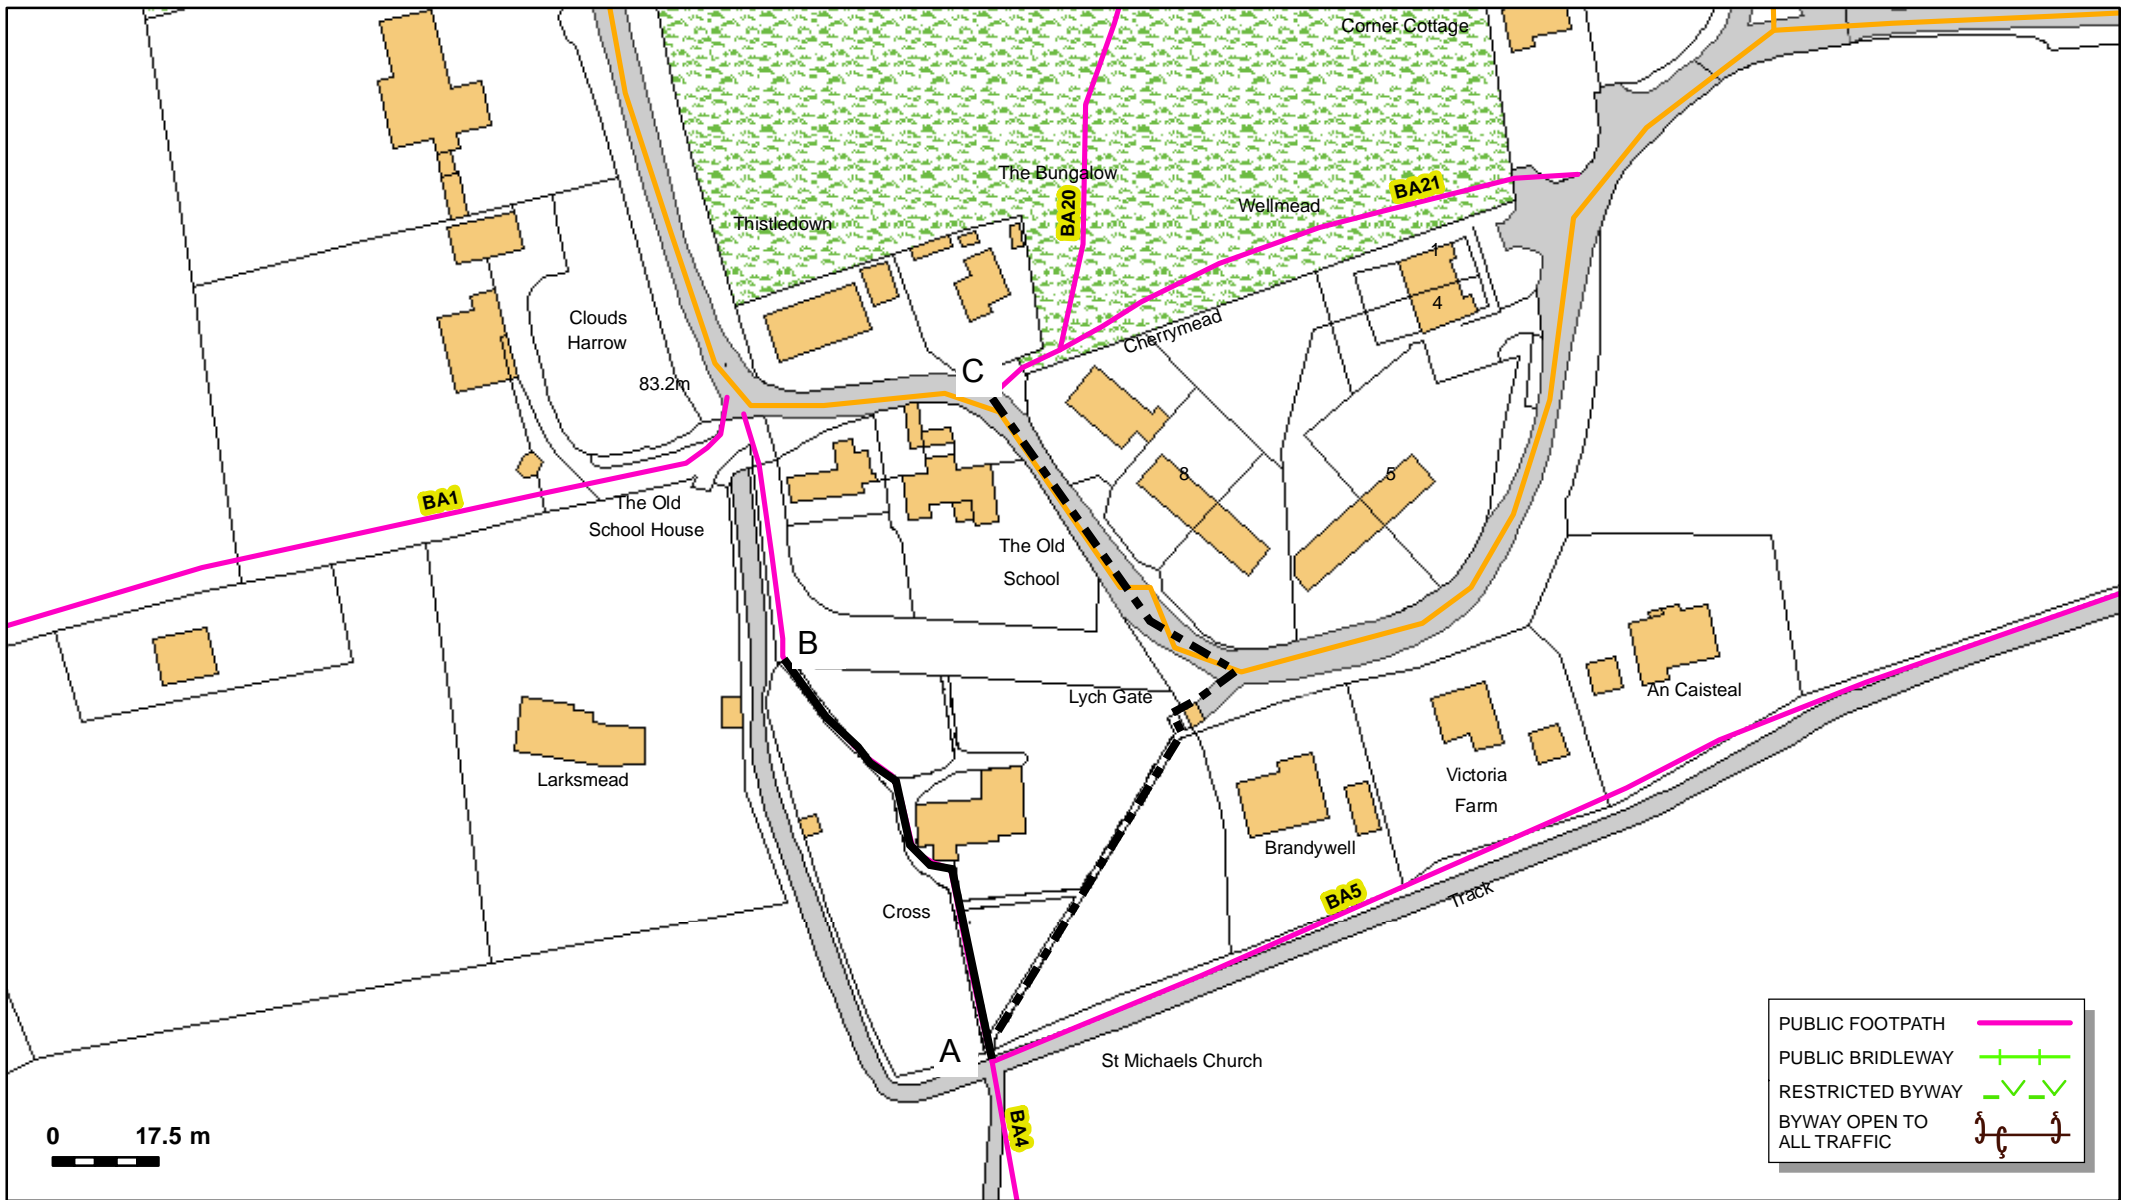 Corner Cottage
The Bungalow
BA20
BA21
Wellmead
Thistledown
1
4
Clouds
Harrow
Cherrymead
83.2m
C
BA1
The Old
School House
8
5
The Old
School
B
Lych Gate
An Caisteal
Larksmead
Victoria
Farm
Brandywell
BA5
Track
Cross
A
St Michaels Church
BA4
0 17.5 m
PUBLIC FOOTPATH
PUBLIC BRIDLEWAY
RESTRICTED BYWAY
BYWAY OPEN TO
ALL TRAFFIC